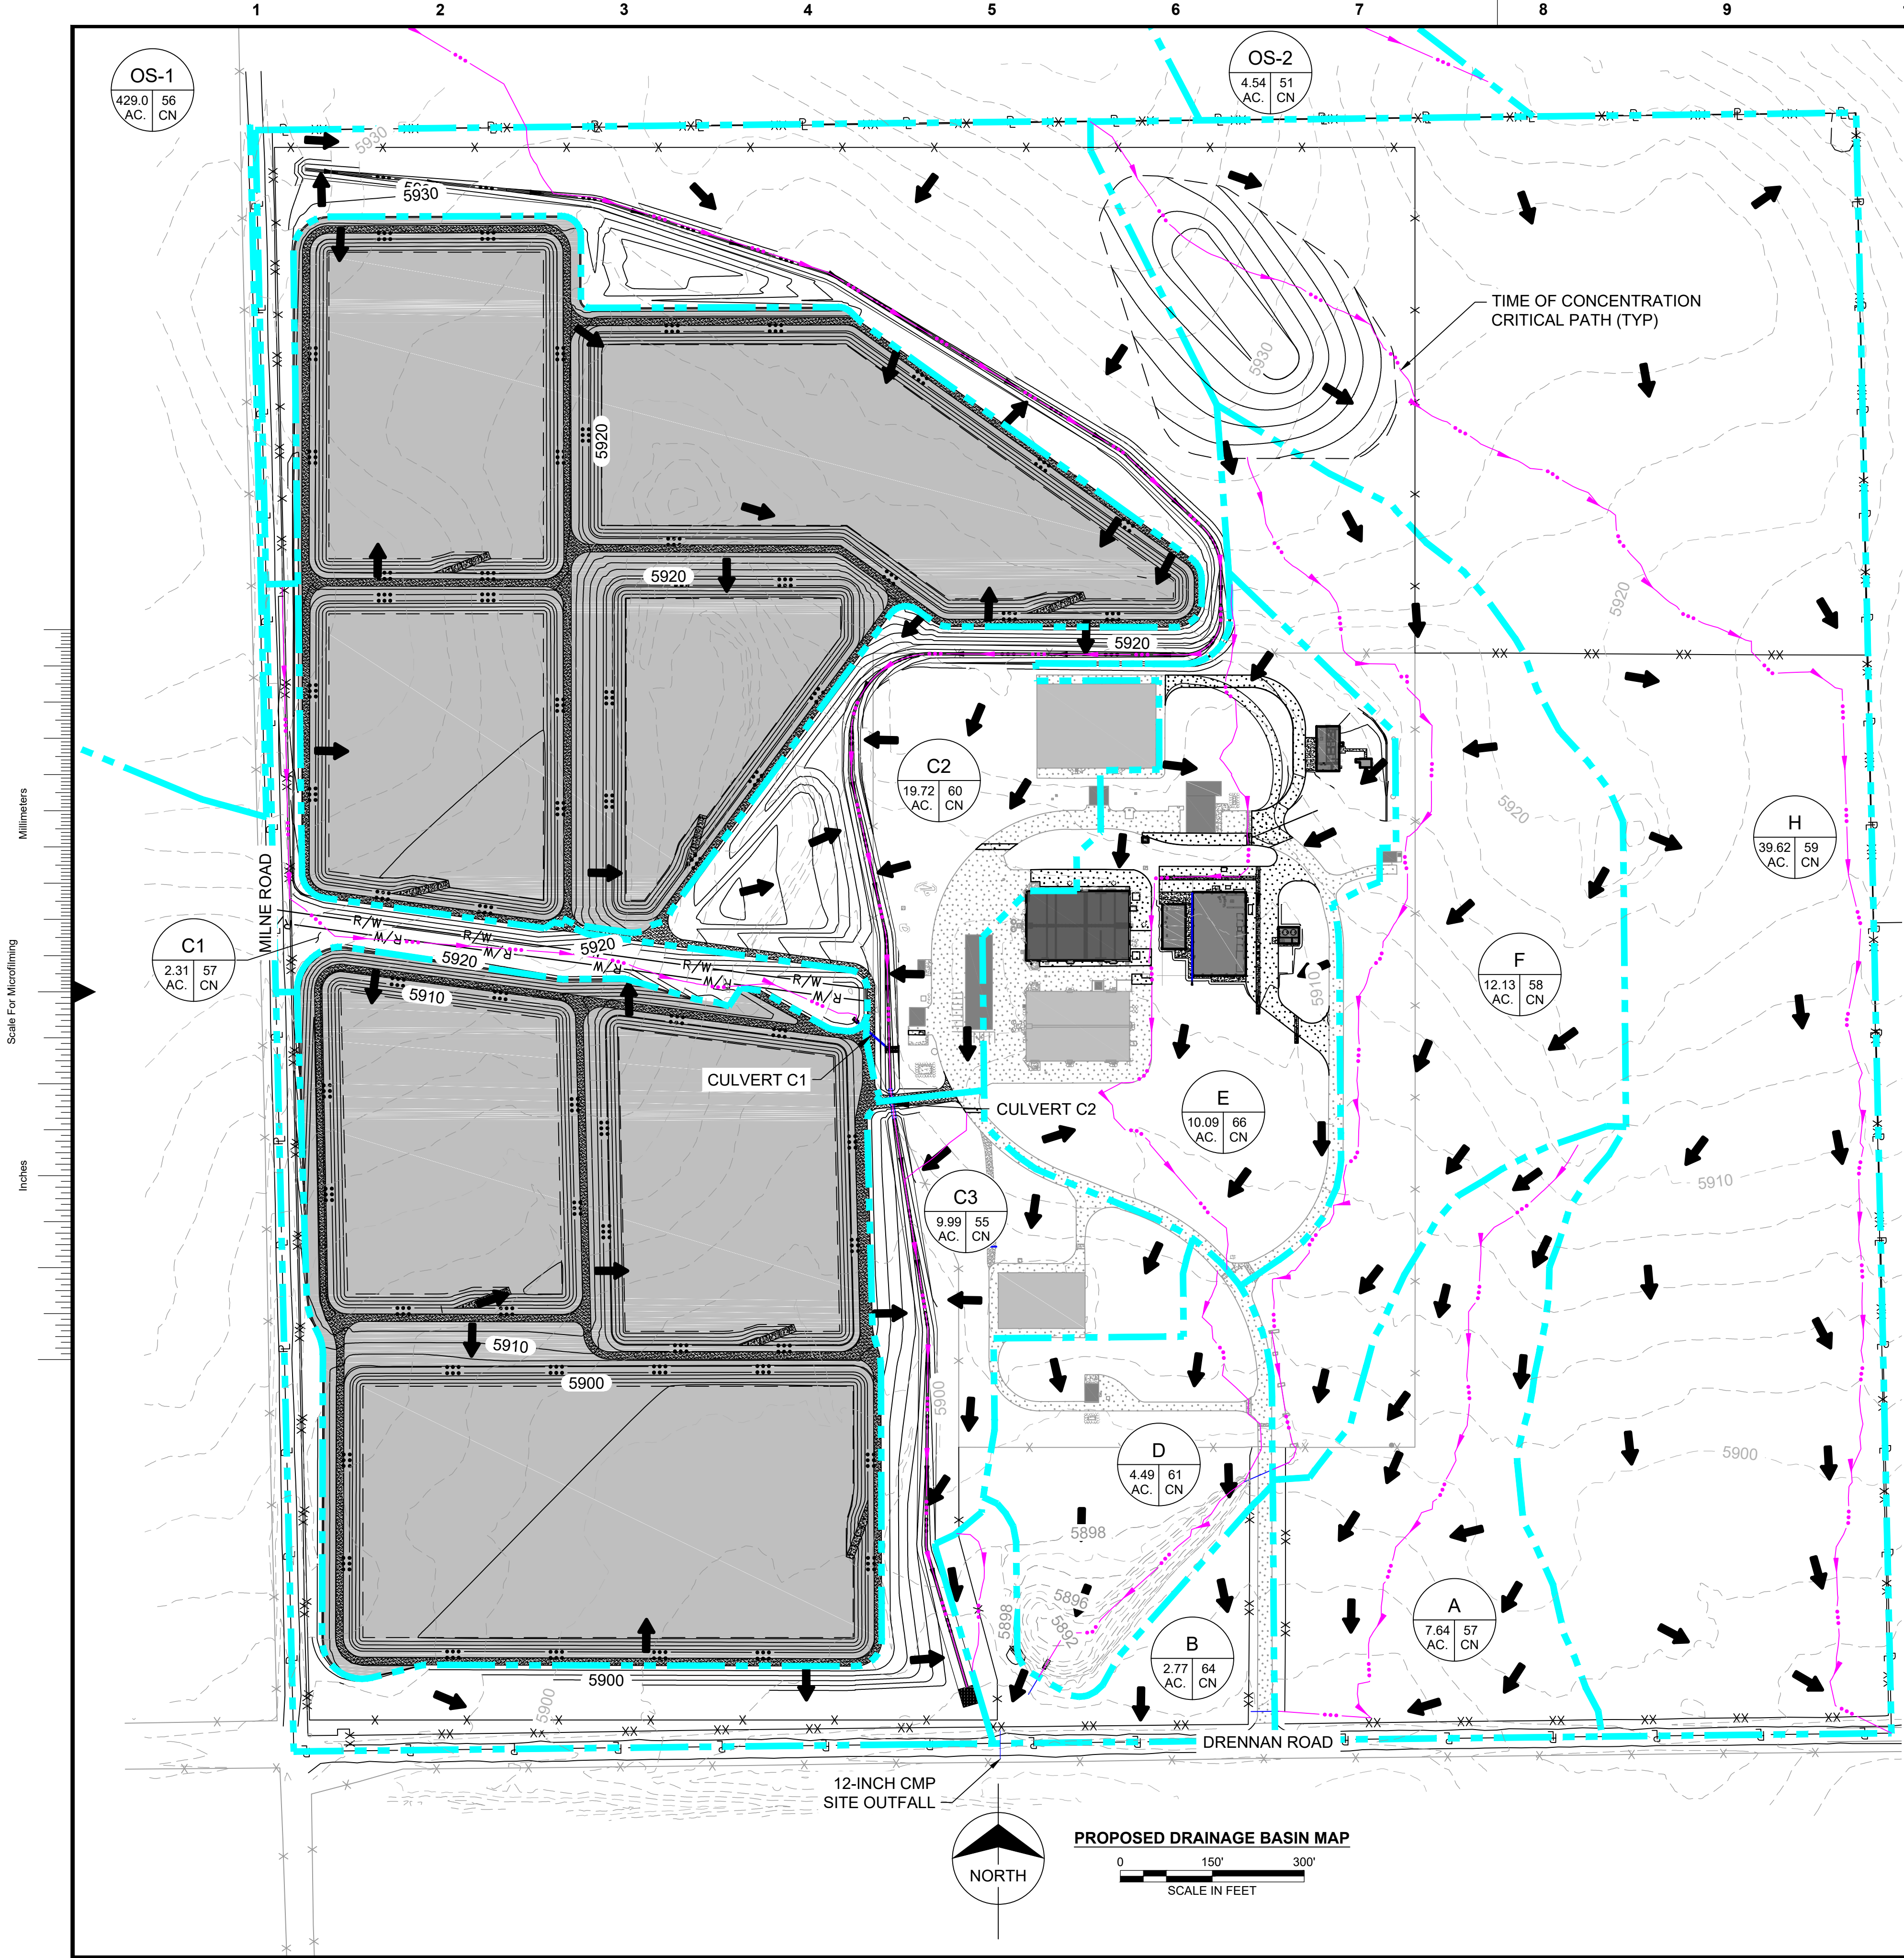 1 2 3 4 5 6 7 8 9
OS-1
429.0 56
AC. CN
OS-2
4.54 51
AC. CN
5930
5930
TIME OF CONCENTRATION
CRITICAL PATH (TYP)
5930
5920
5920
5920
5920
5920
C2
19.72 60
AC. CN
H
39.62 59
AC. CN
MILNE ROAD
R/W R/W R/W R/W
R/W R/W R/W R/W R/W
5920
5920
C1
2.31 57
AC. CN
5910
5910
F
12.13 58
AC. CN
CULVERT C1
CULVERT C2
E
10.09 66
AC. CN
5910
C3
9.99 55
AC. CN
5910
5900
5900
5900
D
4.49 61
AC. CN
5898
5896
5898
5892
A
7.64 57
AC. CN
B
2.77 64
AC. CN
5900
5900
DRENNAN ROAD
12-INCH CMP
SITE OUTFALL
NORTH
PROPOSED DRAINAGE BASIN MAP
0 150' 300'
SCALE IN FEET
Millimeters
Scale For Microfilming
Inches